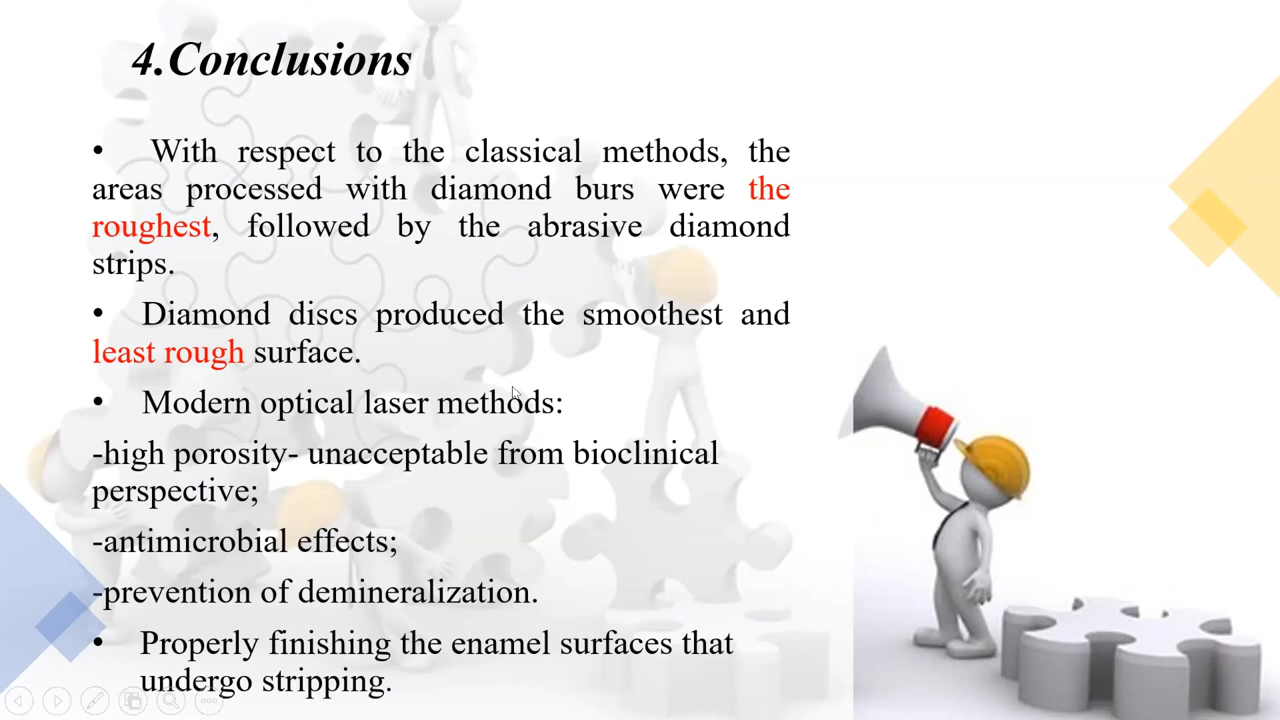 4.Conclusions
• With respect to the classical methods, the
areas processed with diamond burs were the
roughest, followed by the abrasive diamond
strips.
• Diamond discs produced the smoothest and
least rough surface.
• Modern optical laser methods:
-high porosity- unacceptable from bioclinical
perspective;
-antimicrobial effects;
-prevention of demineralization.
• Properly finishing the enamel surfaces that
undergo stripping.